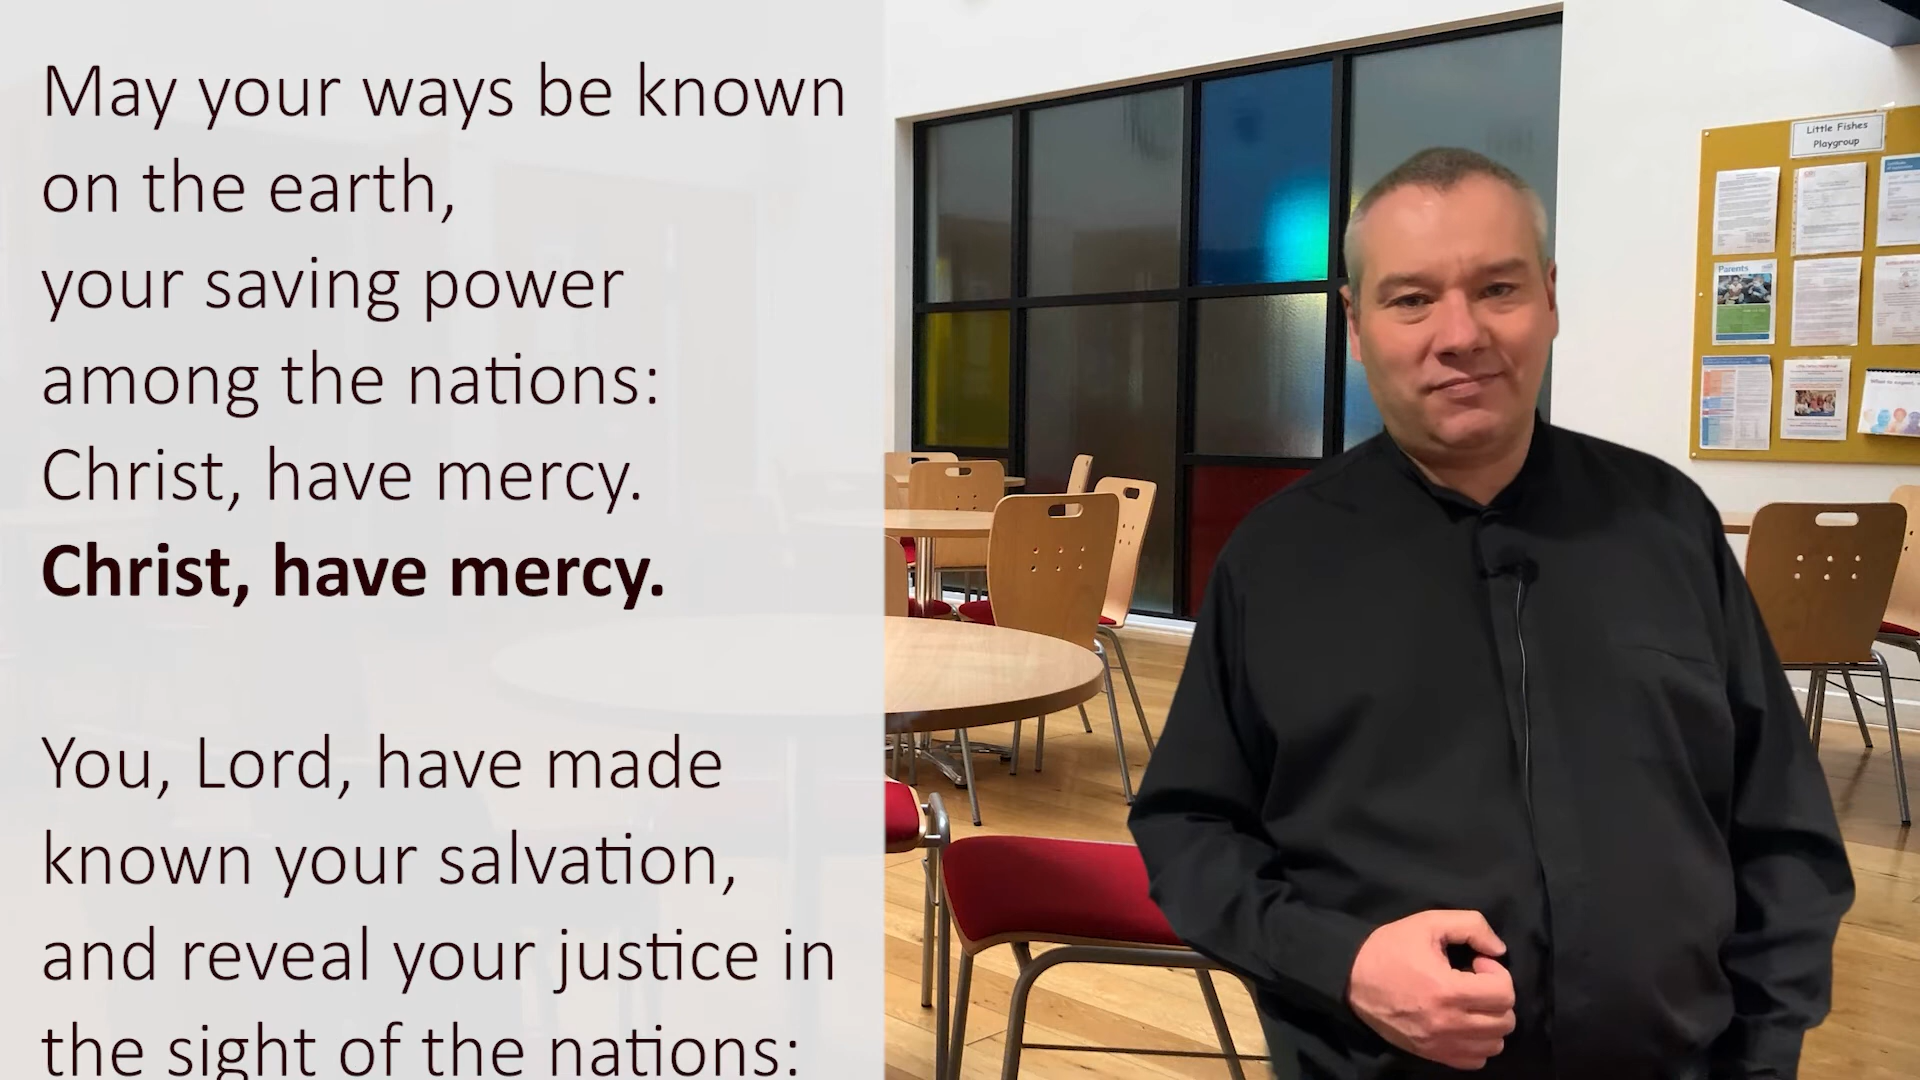 May your ways be known
on the earth,
your saving power
among the nations:
Christ, have mercy.
Christ, have mercy.
You, Lord, have made
known your salvation,
and reveal your justice in
the sight of the nations:
Little Fishes
Playgroup
Parents